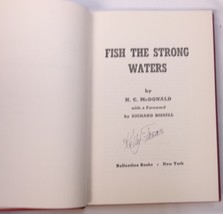 FISH THE STRONG
WATERS
by
N. C. McDONALD
with a Foreword
by RICHARD BISSELL
Ballantine Books • New York